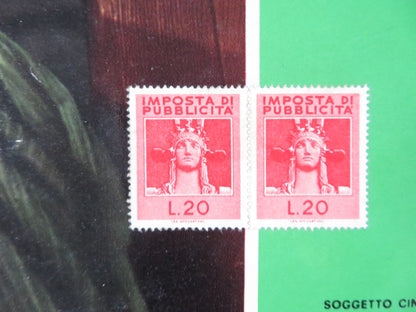 IMPOSTA DI
PUBBLICITÀ
L.20
IMPOSTA DI
PUBBLICITÀ
L.20
SOGGETTO CIN